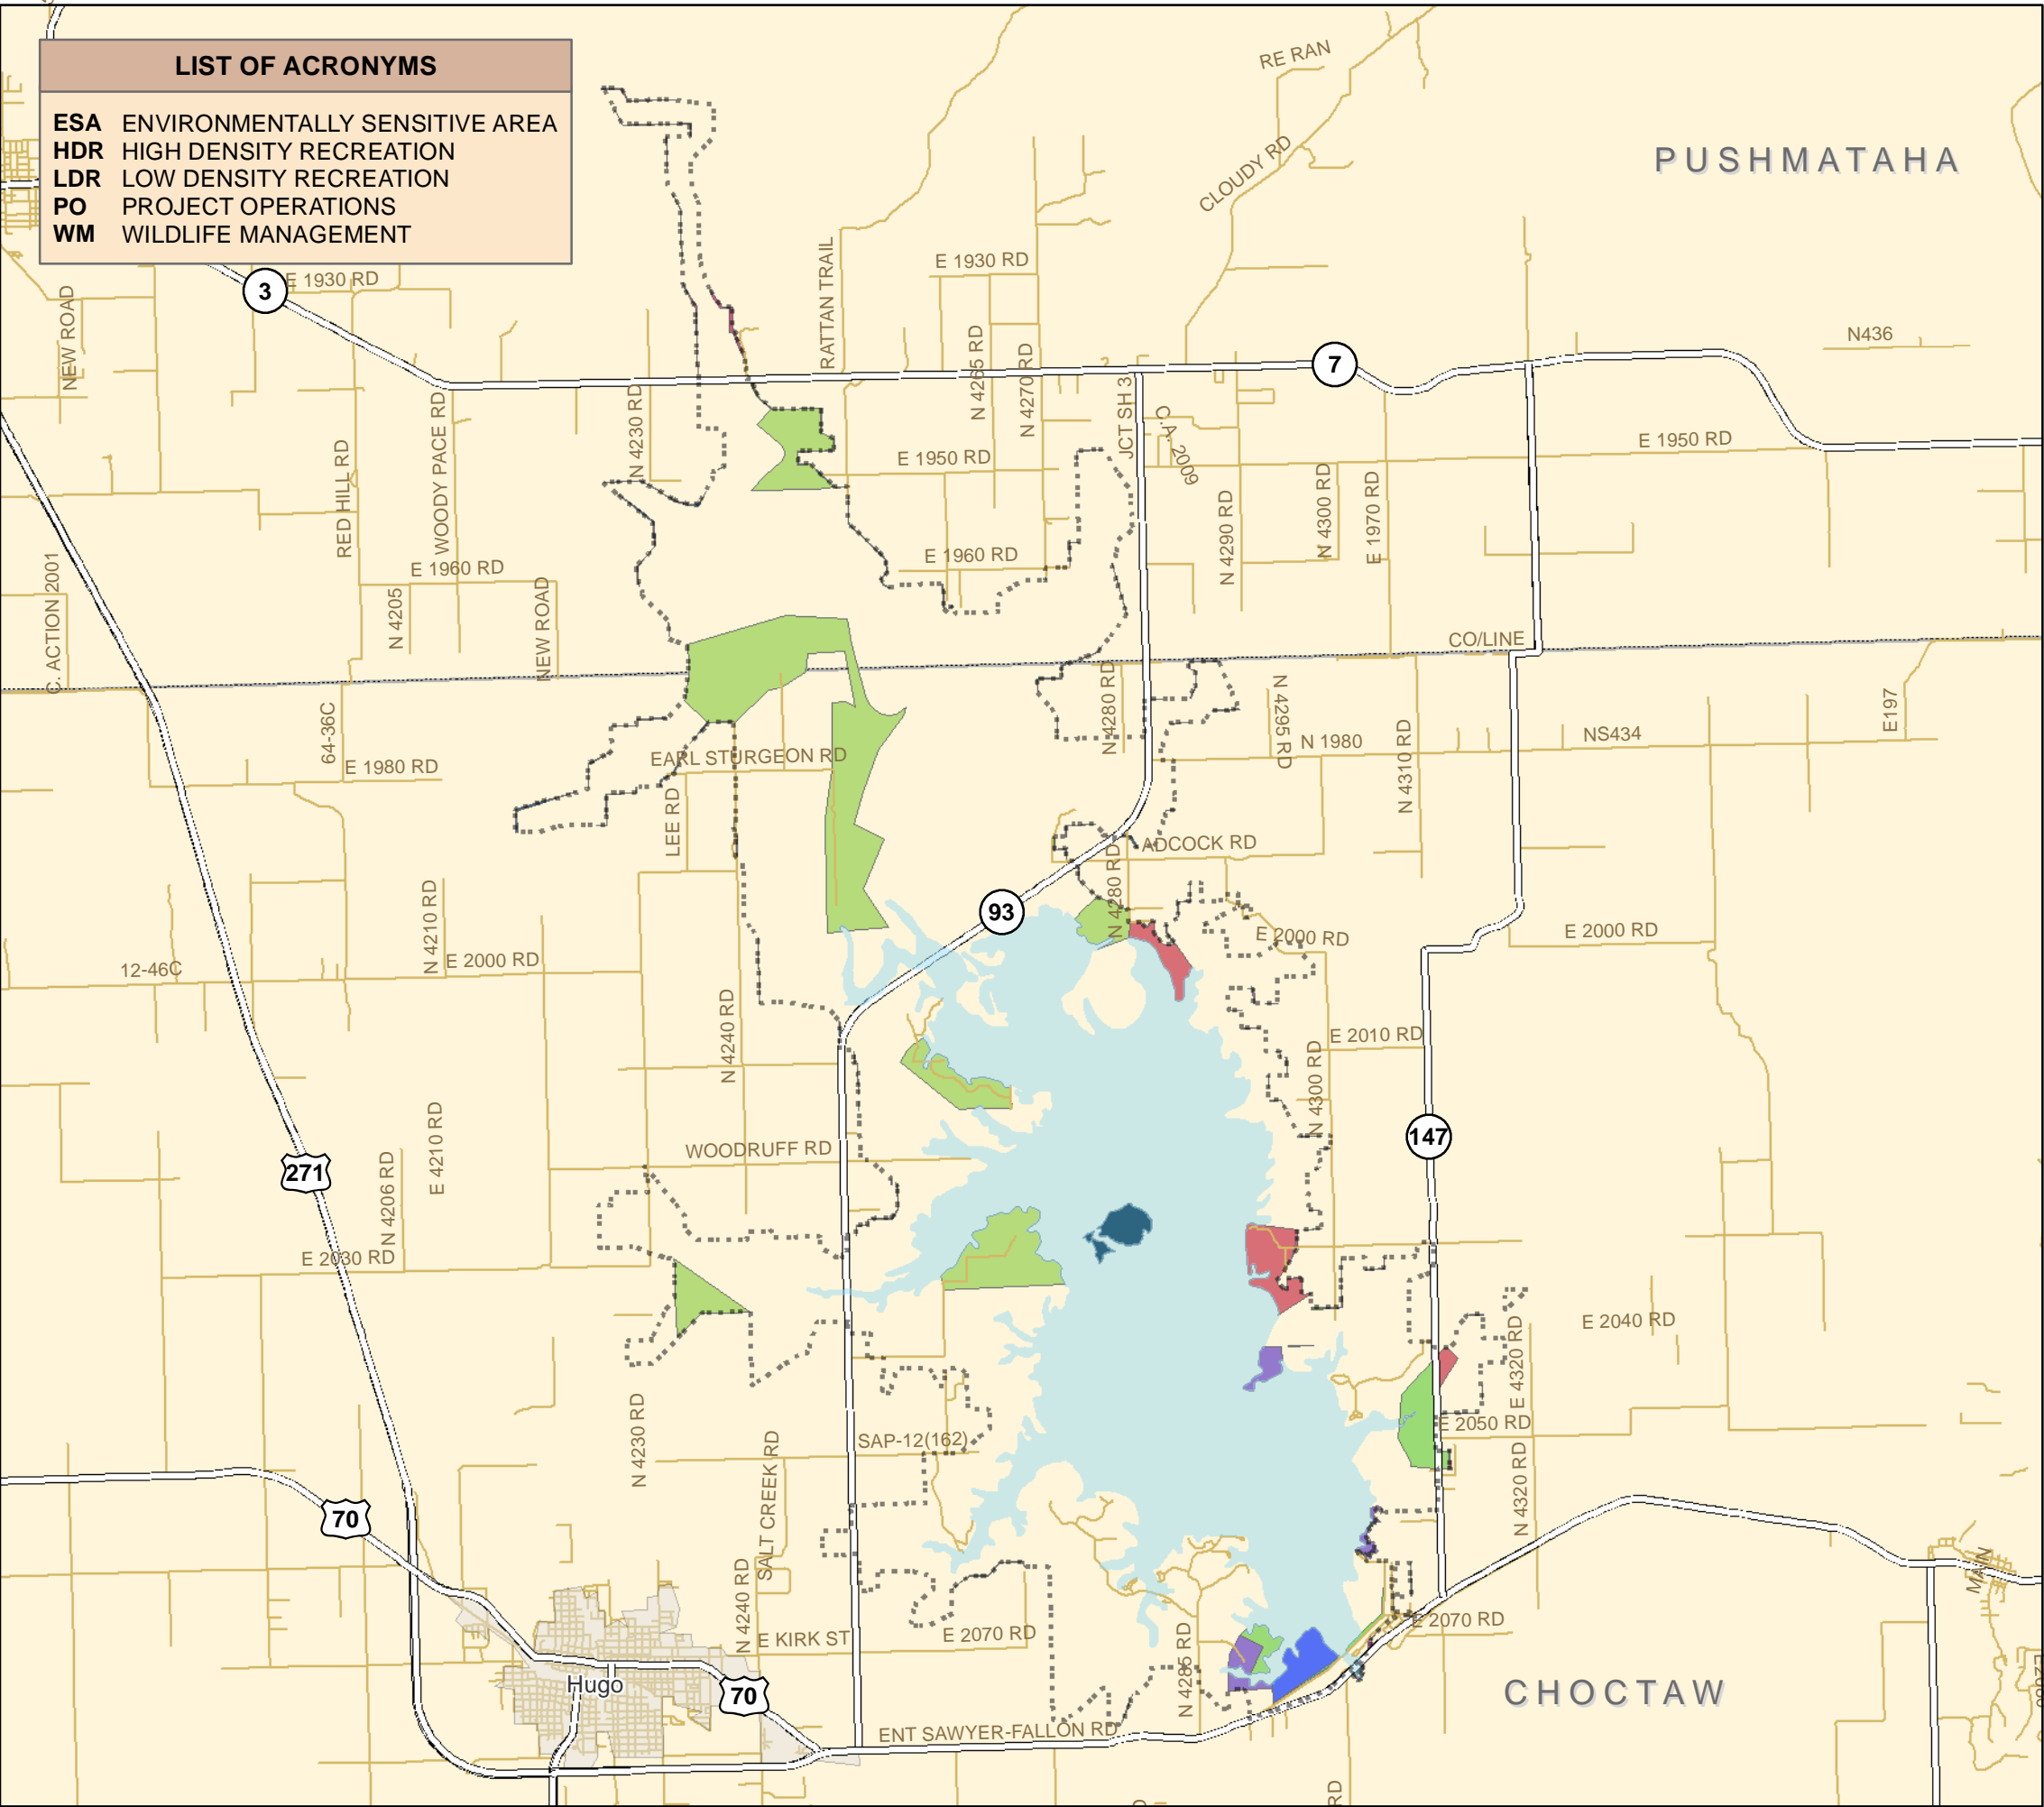 LIST OF ACRONYMS
ESA ENVIRONMENTALLY SENSITIVE AREA
HDR HIGH DENSITY RECREATION
LDR LOW DENSITY RECREATION
PO PROJECT OPERATIONS
WM WILDLIFE MANAGEMENT
RE RAN
CLOUDY RD
PUSHMATAHA
3
E 1930 RD
NEW ROAD
RATTAN TRAIL
E 1930 RD
N 4265 RD
N 4270 RD
7
N436
JCT SH 3
C.A. 2009
N 4230 RD
WOODY PACE RD
RED HILL RD
E 1950 RD
E 1950 RD
N 4290 RD
N 4300 RD
E 1970 RD
E 1960 RD
E 1960 RD
C. ACTION 2001
N 4205
NEW ROAD
CO/LINE
64-36C
N 4280 RD
N 4295 RD
N 1980
N 4310 RD
NS434
E197
EARL STURGEON RD
E 1980 RD
LEE RD
ADCOCK RD
N 4280 RD
93
N 4210 RD
E 2000 RD
12-46C
E 2000 RD
E 2000 RD
N 4240 RD
E 2010 RD
N 4300 RD
E 4210 RD
147
WOODRUFF RD
271
N 4206 RD
E 2030 RD
E 2040 RD
E 4320 RD
N 4230 RD
E 2050 RD
SAP-12(162)
SALT CREEK RD
N 4320 RD
70
MAIN
N 4240 RD
E KIRK ST
E 2070 RD
E 2070 RD
N 4285 RD
Hugo
70
CHOCTAW
ENT SAWYER-FALLON RD
RD